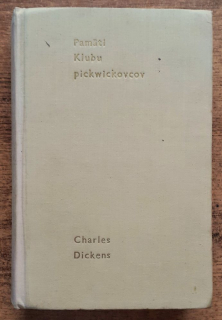 Pamäti
Klubu
pickwickovcov
Charles
Dickens